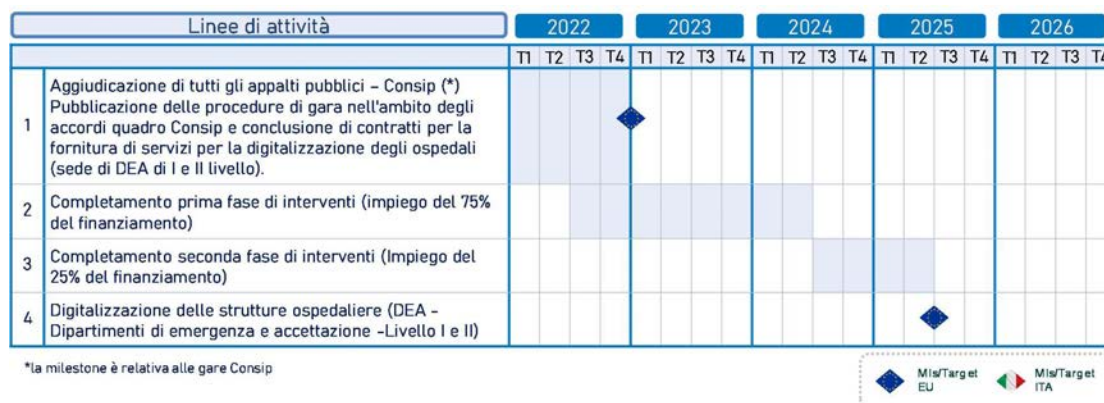 Linee di attività 2022 2023 2024 2025 2026
T1 T2 T3 T4 T1 T2 T3 T4 T1 T2 T3 T4 T1 T2 T3 T4 T1 T2 T3 T4
1
Aggiudicazione di tutti gli appalti pubblici – Consip (*)
Pubblicazione delle procedure di gara nell'ambito degli
accordi quadro Consip e conclusione di contratti per la
fornitura di servizi per la digitalizzazione degli ospedali
(sede di DEA di I e II livello).
2
Completamento prima fase di interventi (impiego del 75%
del finanziamento)
3
Completamento seconda fase di interventi (Impiego del
25% del finanziamento)
4
Digitalizzazione delle strutture ospedaliere (DEA -
Dipartimenti di emergenza e accettazione -Livello I e II)
*la milestone è relativa alle gare Consip
Mls/Target
EU
Mls/Target
ITA